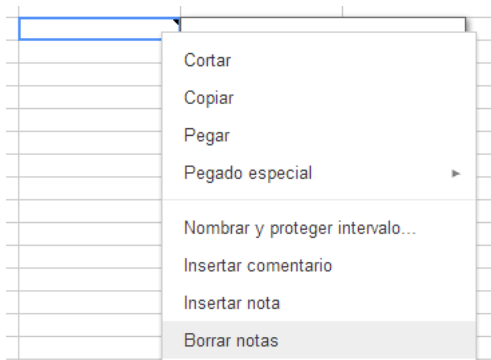 Cortar
Copiar
Pegar
Pegado especial
Nombrar y proteger intervalo...
Insertar comentario
Insertar nota
Borrar notas